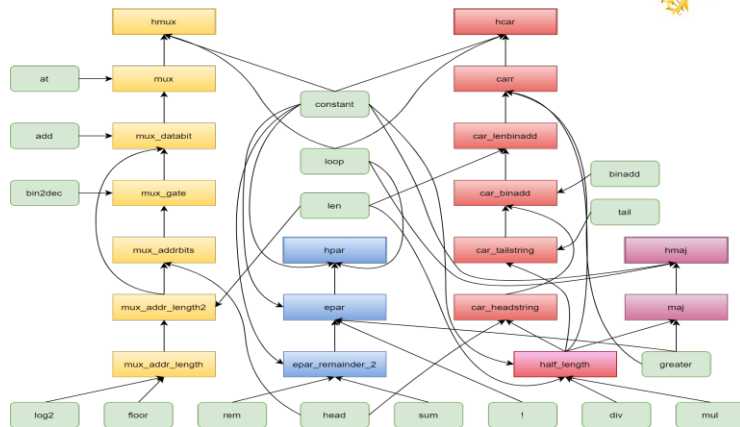 hmux
hcar
at
mux
carr
constant
add
mux_databit
car_lenbinadd
loop
binadd
bin2dec
mux_gate
car_binadd
len
tail
mux_addrbits
hpar
car_tailstring
hmaj
mux_addr_length2
epar
car_headstring
maj
mux_addr_length
epar_remainder_2
half_length
greater
log2
floor
rem
head
sum
!
div
mul